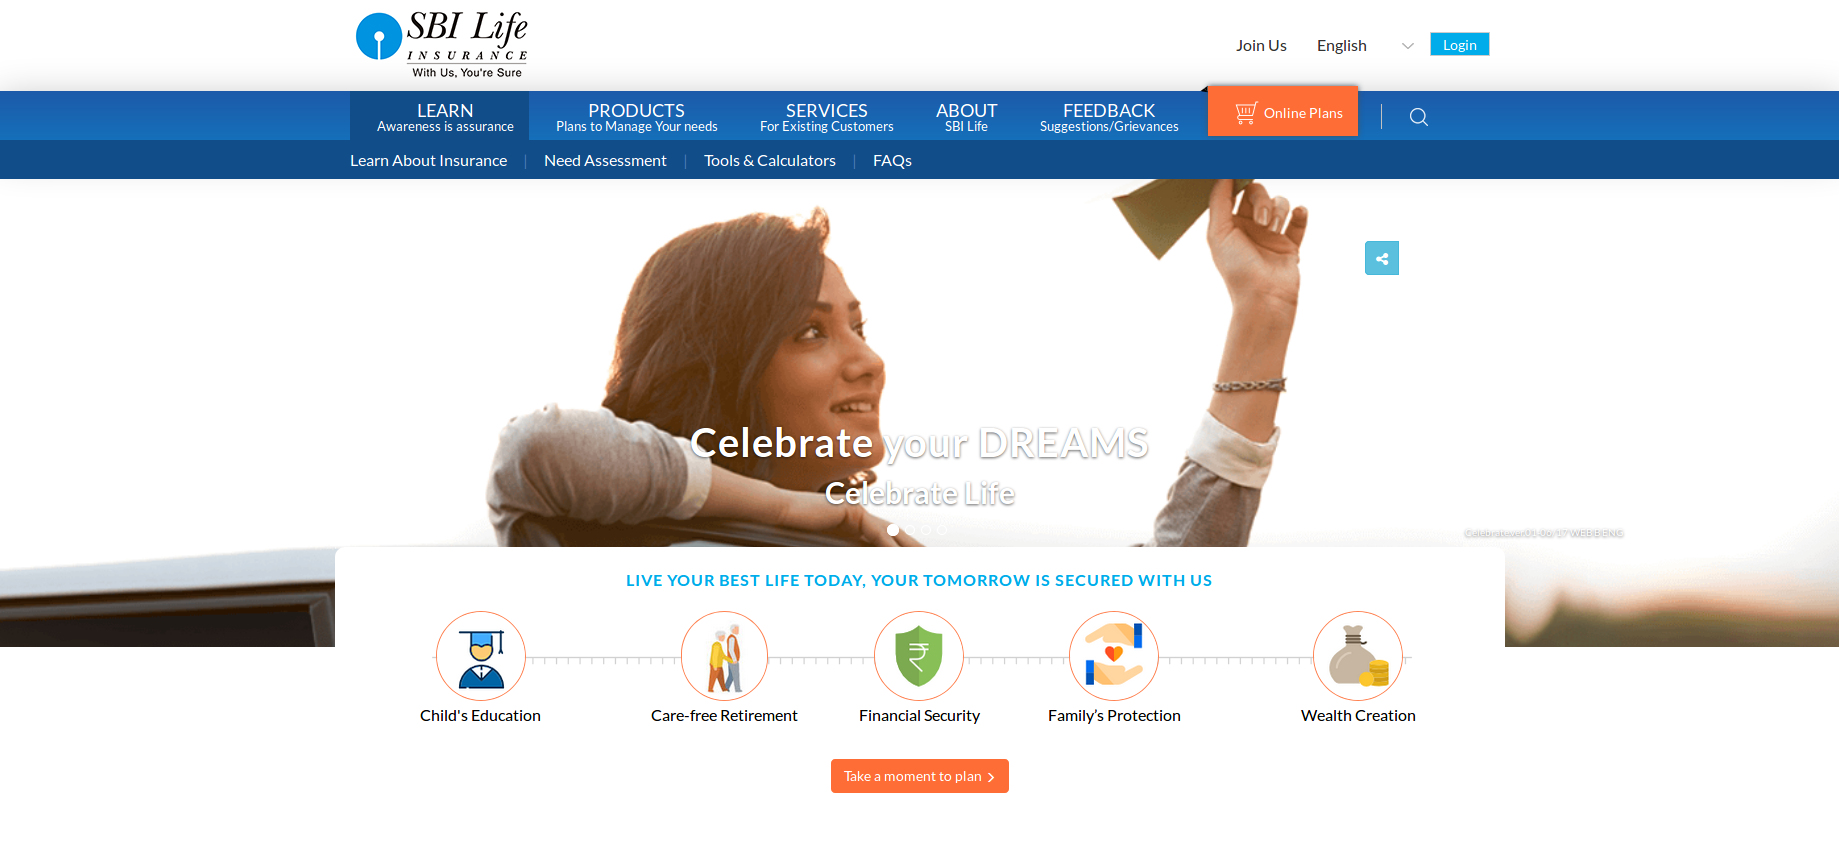 SBI Life
INSURANCE
With Us, You're Sure
Join Us English Login
LEARN PRODUCTS SERVICES ABOUT FEEDBACK
Awareness is assurance Plans to Manage Your needs For Existing Customers SBI Life Suggestions/Grievances Online Plans
Learn About Insurance Need Assessment Tools & Calculators FAQs
Celebrate your DREAMS
Celebrate Life
LIVE YOUR BEST LIFE TODAY, YOUR TOMORROW IS SECURED WITH US
Child's Education Care-free Retirement Financial Security Family’s Protection Wealth Creation
Take a moment to plan